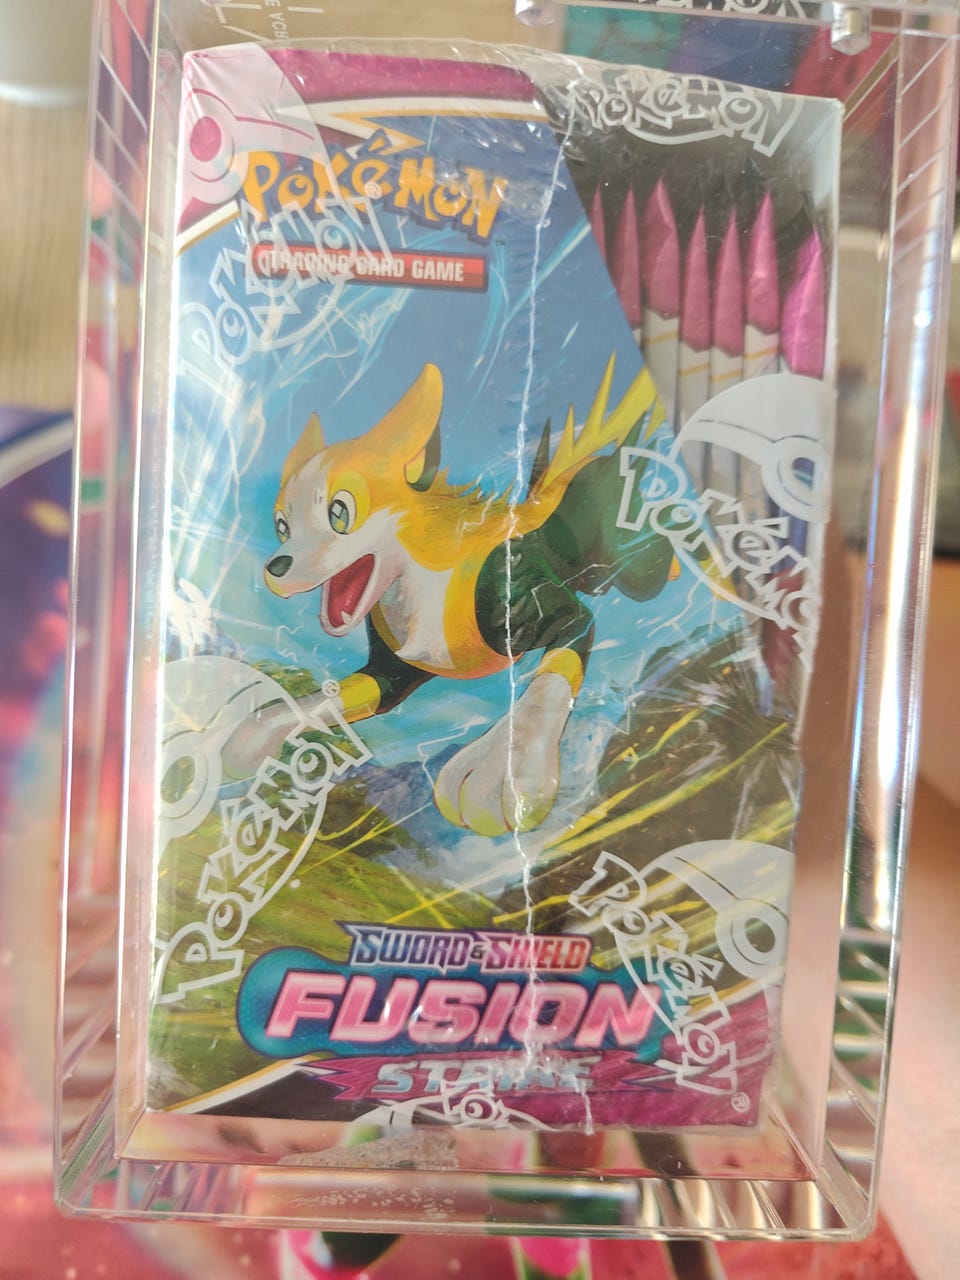 POKéMON
POKéMON®
POKéMON
TRADING CARD GAME
POKéMON
POKéMON®
SWORD & SHIELD
FUSION
STRIKE
POKéMON
®